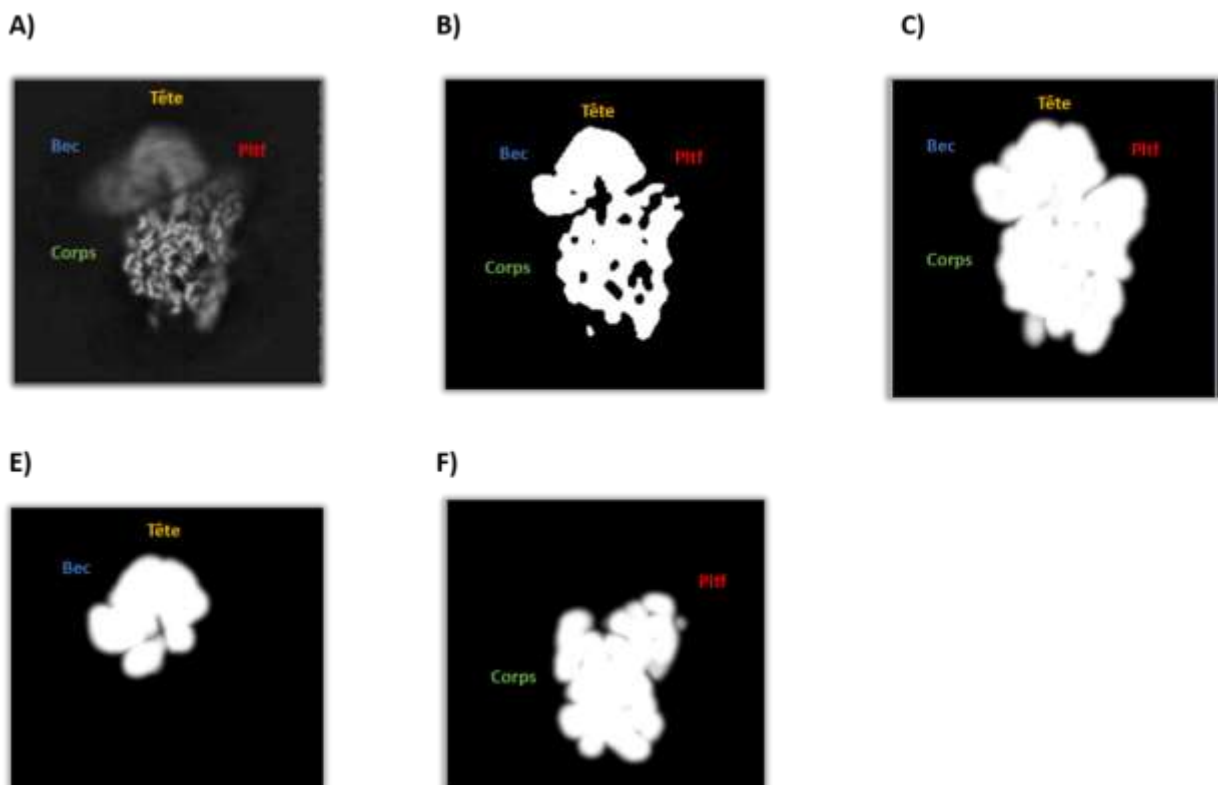 A)
B)
C)
Tête
Bec
Pltf
Corps
Tête
Bec
Pltf
Corps
Tête
Bec
Pltf
Corps
E)
F)
Tête
Bec
Pltf
Corps